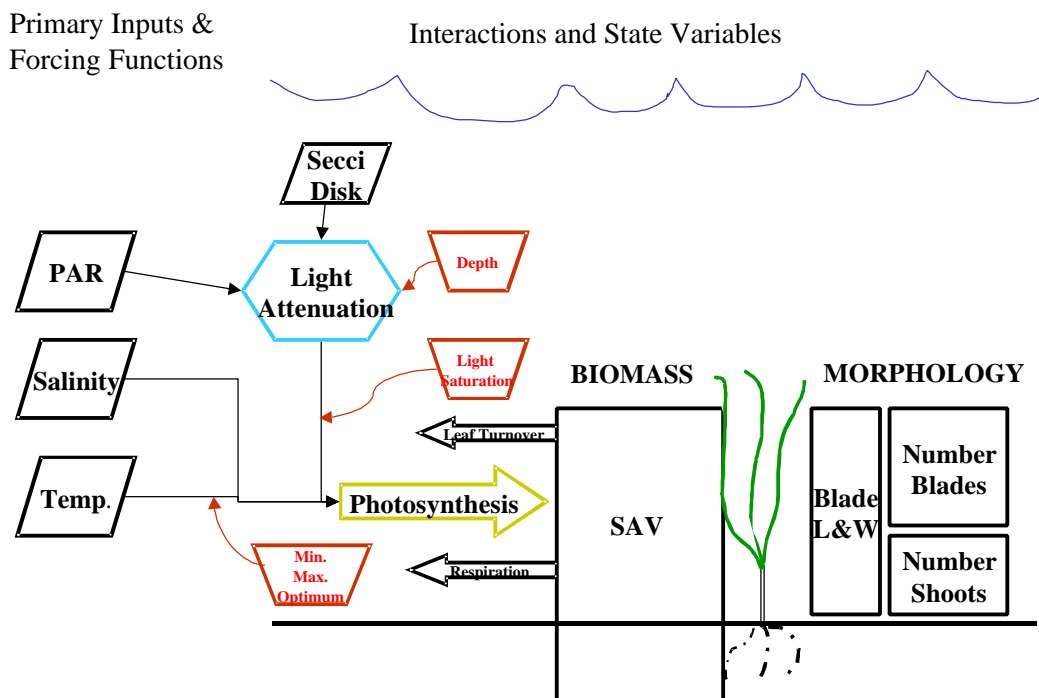 Primary Inputs &
Forcing Functions
Interactions and State Variables
Secci
Disk
PAR
Light
Attenuation
Depth
Salinity
Light
Saturation
BIOMASS
MORPHOLOGY
Leaf Turnover
Temp.
Photosynthesis
SAV
Blade
L&W
Number
Blades
Min.
Max.
Optimum
Respiration
Number
Shoots